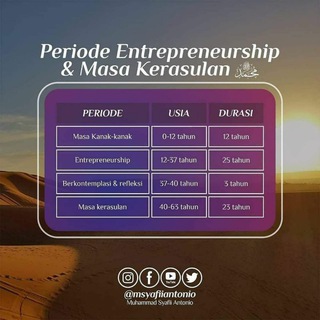 Periode Entrepreneurship
& Masa Kerasulan ﷴ
PERIODE USIA DURASI
Masa Kanak-kanak 0-12 tahun 12 tahun
Entrepreneurship 12-37 tahun 25 tahun
Berkontemplasi & refleksi 37-40 tahun 3 tahun
Masa kerasulan 40-63 tahun 23 tahun
@msyafiiantonio
Muhammad Syafii Antonio